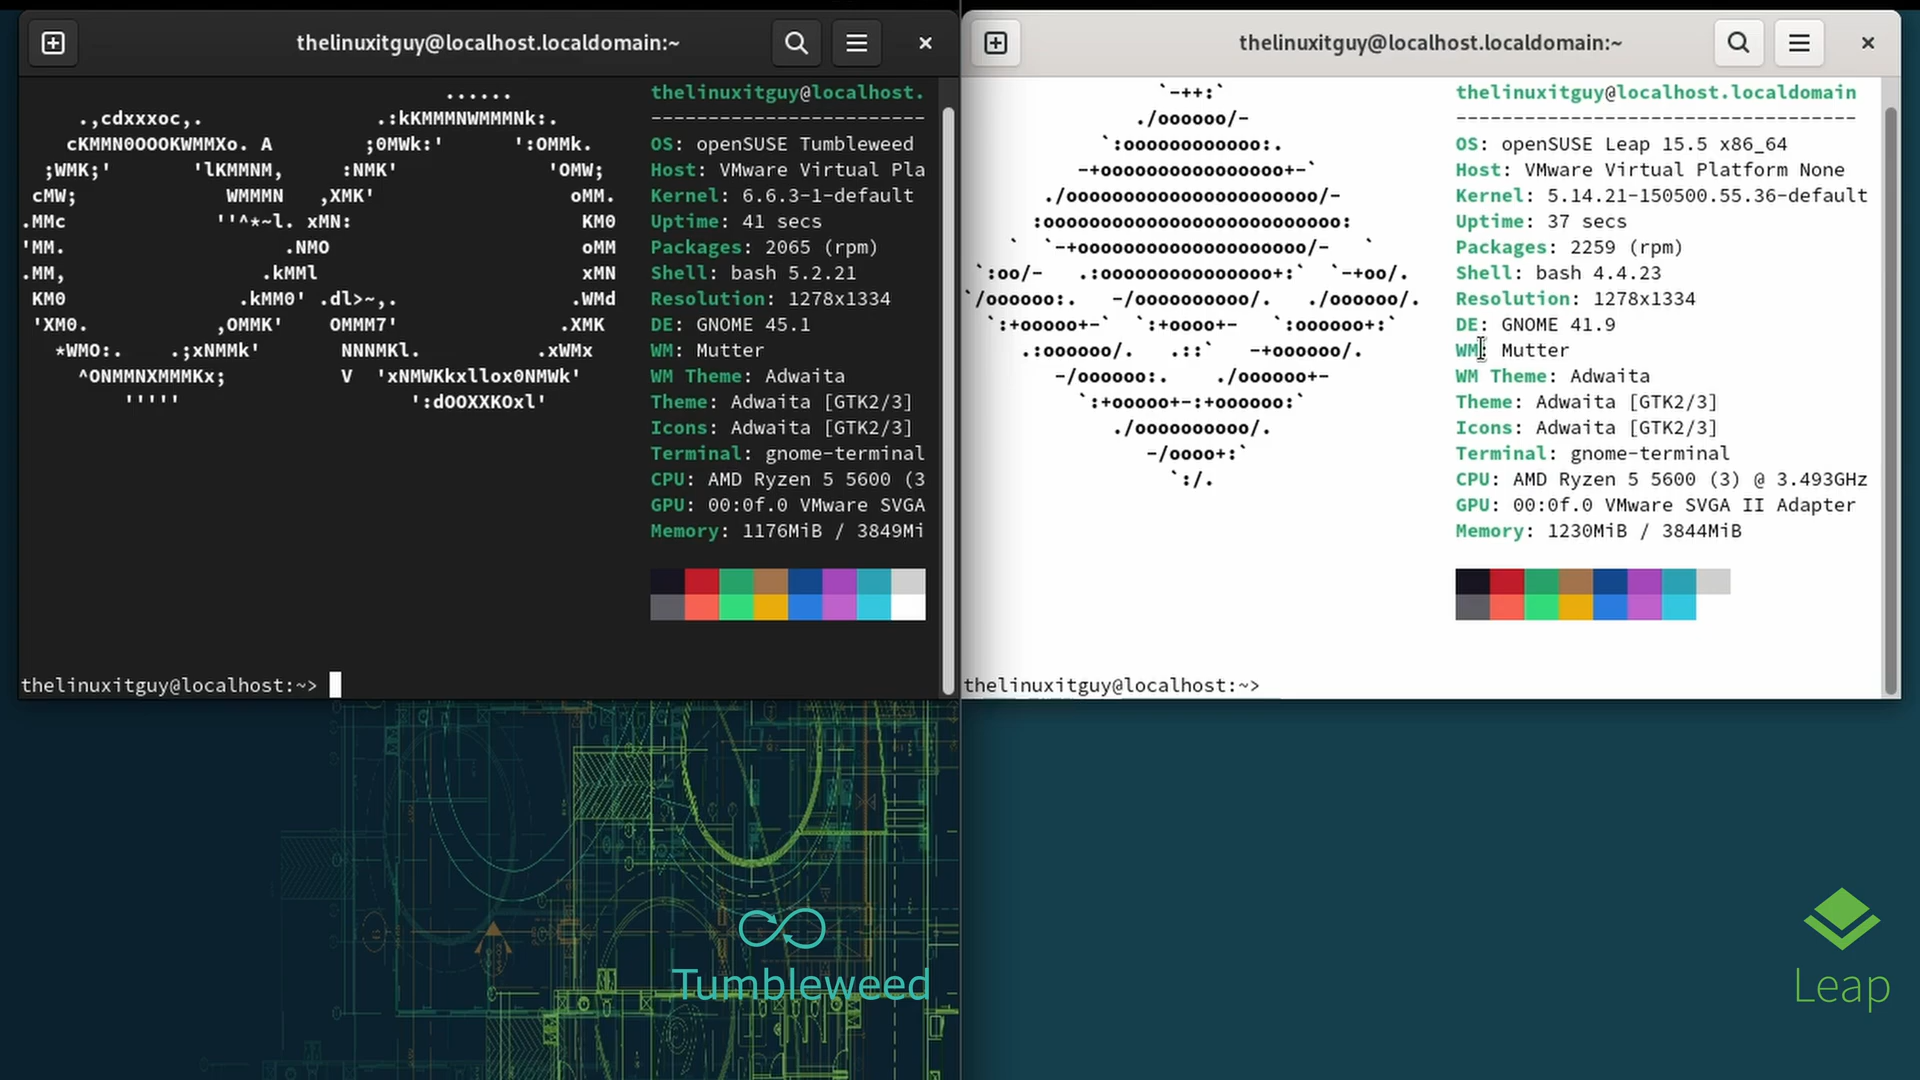 thelinuxitguy@localhost.localdomain:~
thelinuxitguy@localhost.
------------------------
OS: openSUSE Tumbleweed
Host: VMware Virtual Pla
Kernel: 6.6.3-1-default
Uptime: 41 secs
Packages: 2065 (rpm)
Shell: bash 5.2.21
Resolution: 1278x1334
DE: GNOME 45.1
WM: Mutter
WM Theme: Adwaita
Theme: Adwaita [GTK2/3]
Icons: Adwaita [GTK2/3]
Terminal: gnome-terminal
CPU: AMD Ryzen 5 5600 (3
GPU: 00:0f.0 VMware SVGA
Memory: 1176MiB / 3849Mi
thelinuxitguy@localhost:~>
Tumbleweed
thelinuxitguy@localhost.localdomain:~
thelinuxitguy@localhost.localdomain
-----------------------------------
OS: openSUSE Leap 15.5 x86_64
Host: VMware Virtual Platform None
Kernel: 5.14.21-150500.55.36-default
Uptime: 37 secs
Packages: 2259 (rpm)
Shell: bash 4.4.23
Resolution: 1278x1334
DE: GNOME 41.9
WM: Mutter
WM Theme: Adwaita
Theme: Adwaita [GTK2/3]
Icons: Adwaita [GTK2/3]
Terminal: gnome-terminal
CPU: AMD Ryzen 5 5600 (3) @ 3.493GHz
GPU: 00:0f.0 VMware SVGA II Adapter
Memory: 1230MiB / 3844MiB
thelinuxitguy@localhost:~>
Leap